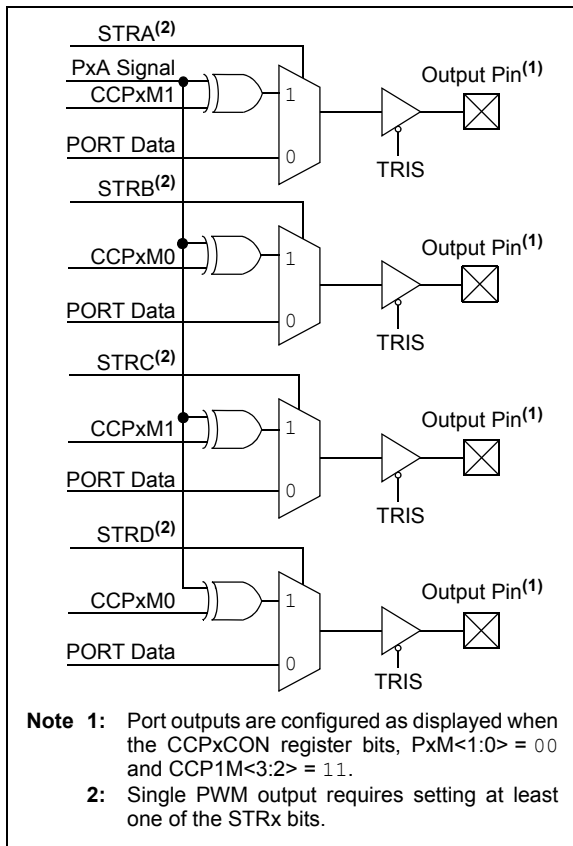 STRA(2)
PxA Signal
Output Pin(1)
CCPxM1
1
PORT Data
0
TRIS
STRB(2)
Output Pin(1)
CCPxM0
1
PORT Data
0
TRIS
STRC(2)
Output Pin(1)
CCPxM1
1
PORT Data
0
TRIS
STRD(2)
Output Pin(1)
CCPxM0
1
PORT Data
0
TRIS
Note 1: Port outputs are configured as displayed when
the CCPxCON register bits, PxM<1:0> = 00
and CCP1M<3:2> = 11.
2: Single PWM output requires setting at least
one of the STRx bits.